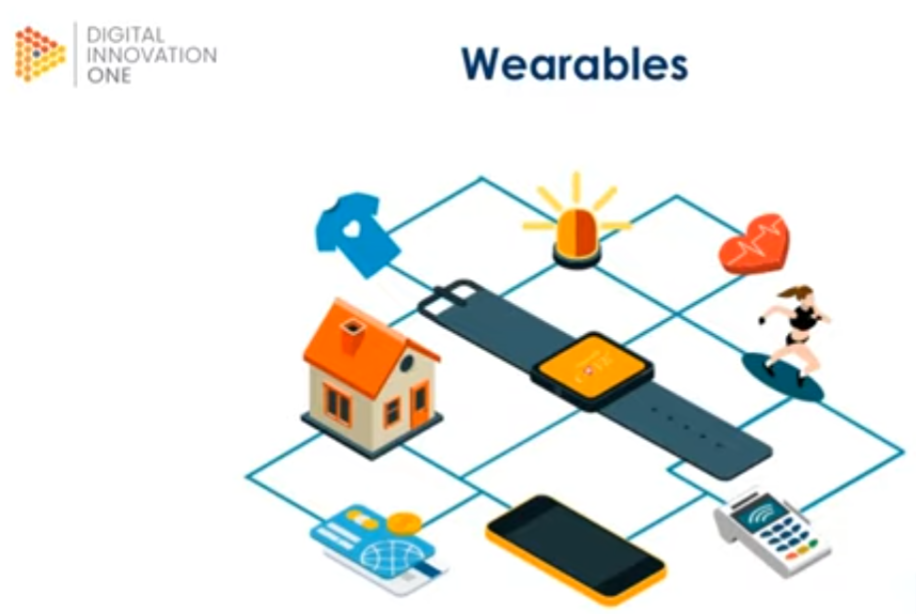 DIGITAL
INNOVATION
ONE
Wearables